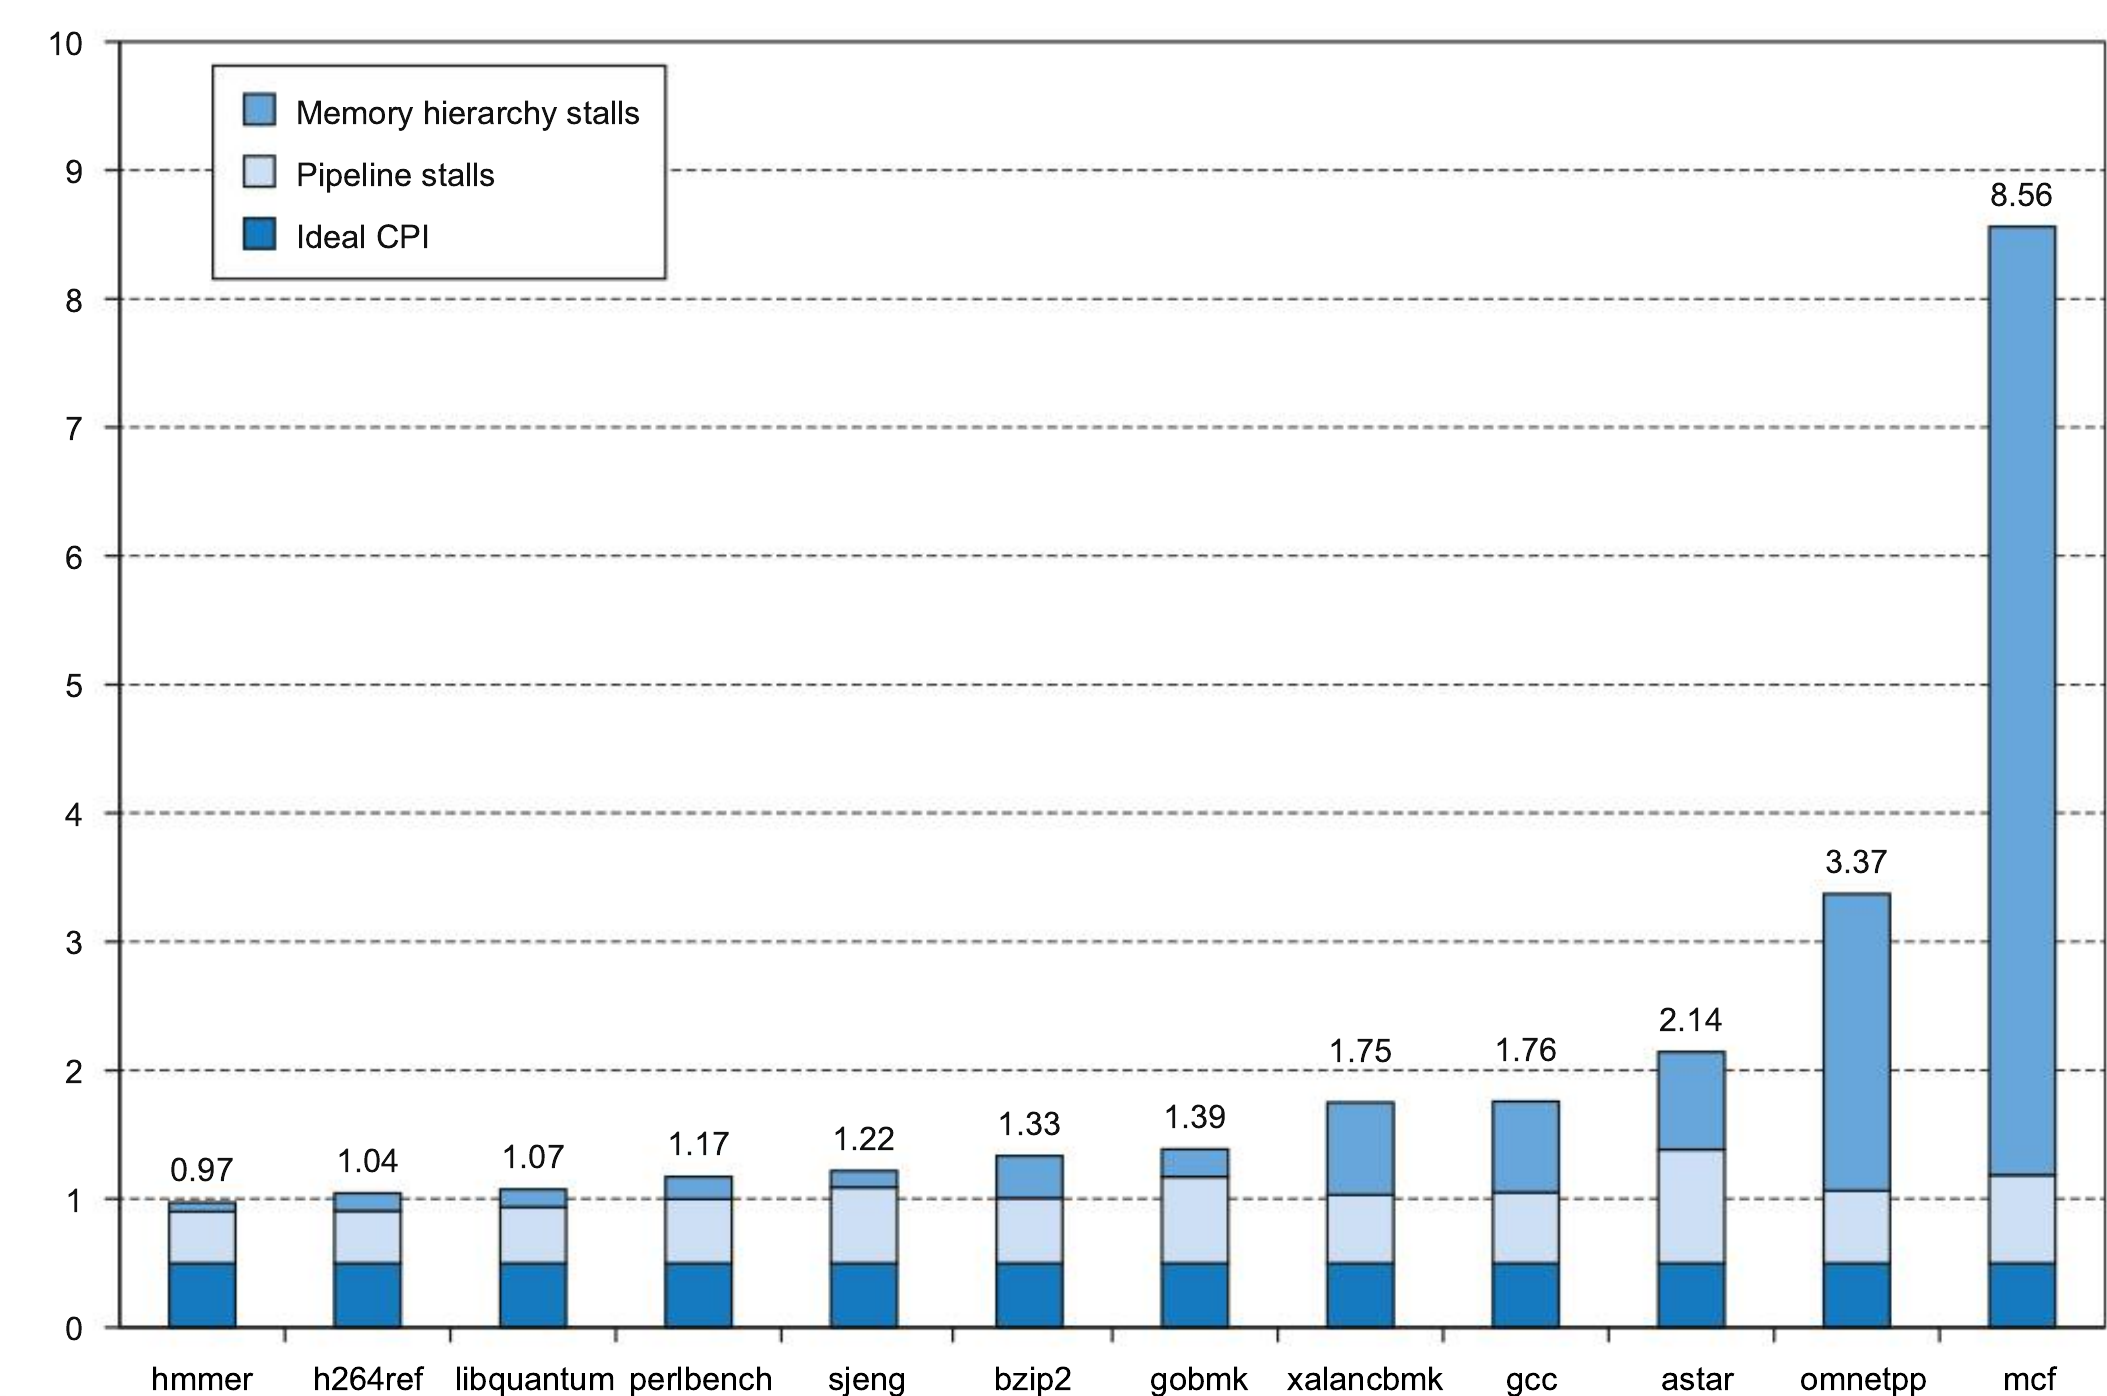 10
9
8
7
6
5
4
3
2
1
0
Memory hierarchy stalls
Pipeline stalls
Ideal CPI
0.97
1.04
1.07
1.17
1.22
1.33
1.39
1.75
1.76
2.14
3.37
8.56
hmmer
h264ref
libquantum
perlbench
sjeng
bzip2
gobmk
xalancbmk
gcc
astar
omnetpp
mcf